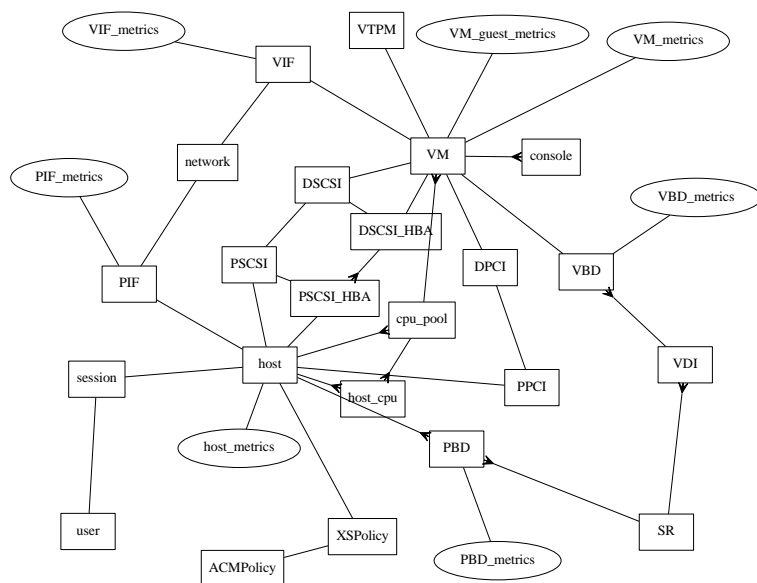 VIF_metrics
VTPM
VM_guest_metrics
VM_metrics
VIF
network
VM
console
PIF_metrics
DSCSI
VBD_metrics
DSCSI_HBA
PSCSI
DPCI
VBD
PIF
PSCSI_HBA
cpu_pool
host
VDI
session
host_cpu
PPCI
host_metrics
PBD
user
XSPolicy
SR
ACMPolicy
PBD_metrics